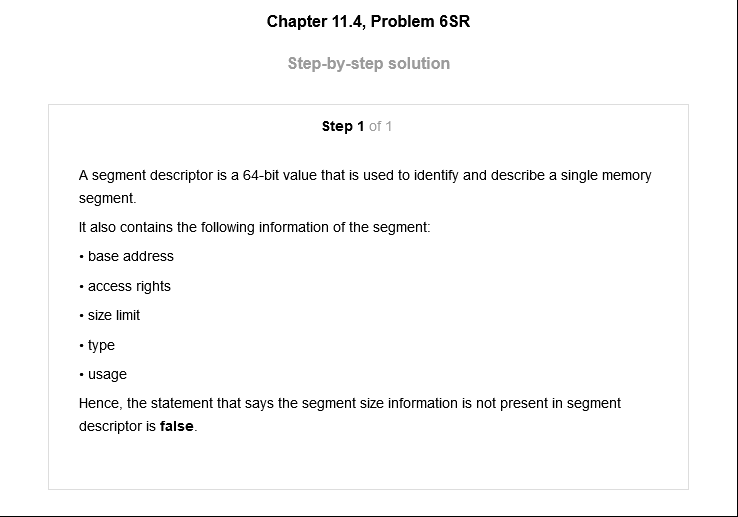 Chapter 11.4, Problem 6SR
Step-by-step solution
Step 1 of 1
A segment descriptor is a 64-bit value that is used to identify and describe a single memory
segment.
It also contains the following information of the segment:
• base address
• access rights
• size limit
• type
• usage
Hence, the statement that says the segment size information is not present in segment
descriptor is false.